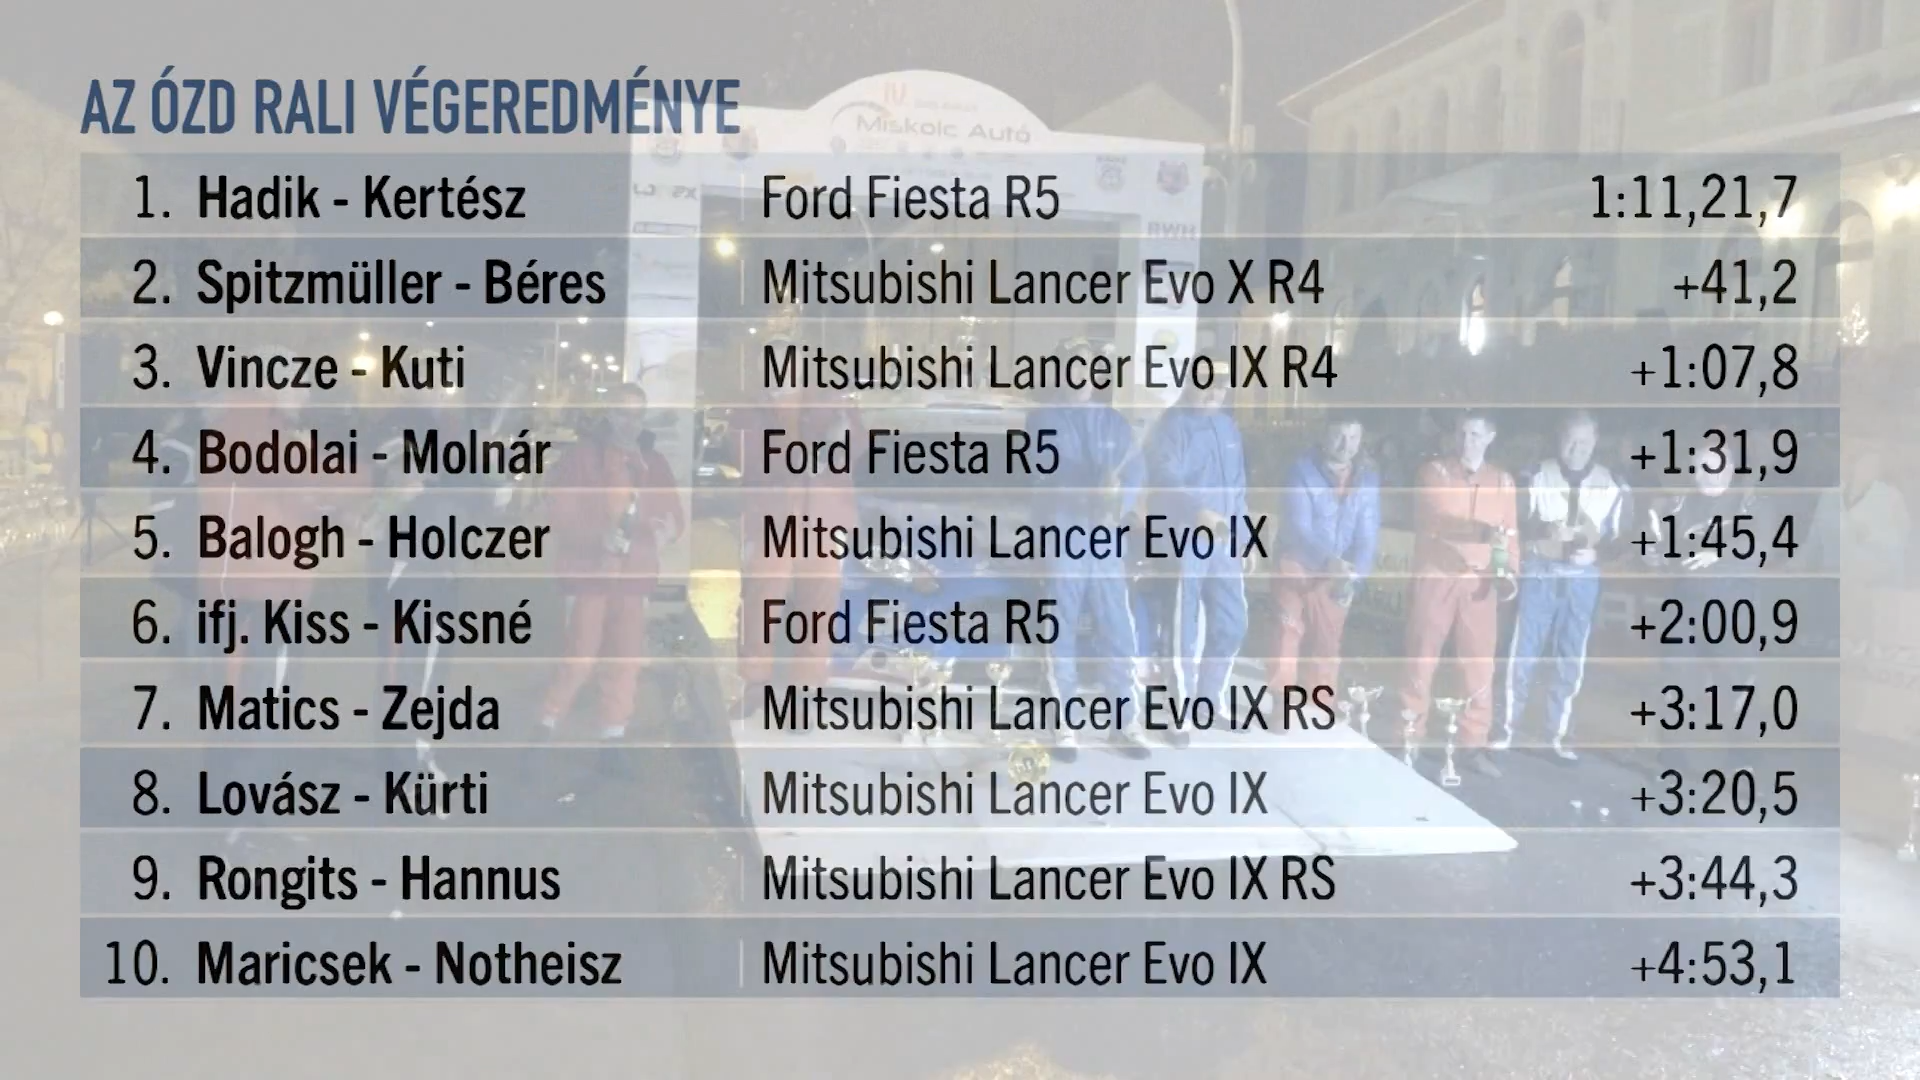 AZ ÓZD RALI VÉGEREDMÉNYE
Miskolc Autó
1. Hadik - Kertész Ford Fiesta R5 1:11,21,7
2. Spitzmüller - Béres Mitsubishi Lancer Evo X R4 +41,2
3. Vincze - Kuti Mitsubishi Lancer Evo IX R4 +1:07,8
4. Bodolai - Molnár Ford Fiesta R5 +1:31,9
5. Balogh - Holczer Mitsubishi Lancer Evo IX +1:45,4
6. ifj. Kiss - Kissné Ford Fiesta R5 +2:00,9
7. Matics - Zejda Mitsubishi Lancer Evo IX RS +3:17,0
8. Lovász - Kürti Mitsubishi Lancer Evo IX +3:20,5
9. Rongits - Hannus Mitsubishi Lancer Evo IX RS +3:44,3
10. Maricsek - Notheisz Mitsubishi Lancer Evo IX +4:53,1